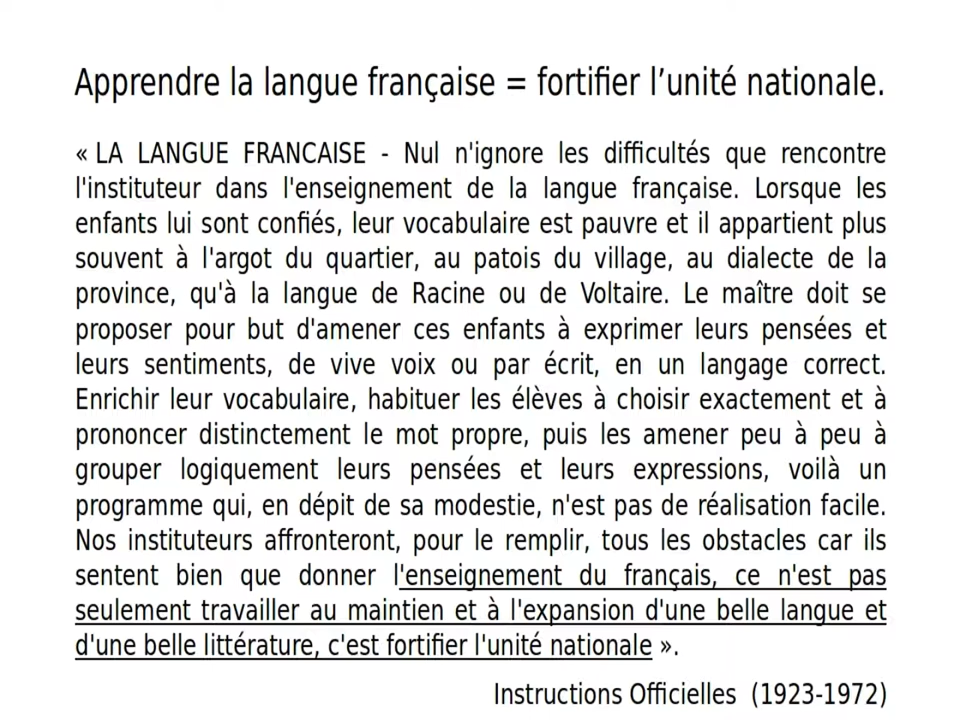 Apprendre la langue française = fortifier l’unité nationale.
« LA LANGUE FRANCAISE - Nul n'ignore les difficultés que rencontre
l'instituteur dans l'enseignement de la langue française. Lorsque les
enfants lui sont confiés, leur vocabulaire est pauvre et il appartient plus
souvent à l'argot du quartier, au patois du village, au dialecte de la
province, qu'à la langue de Racine ou de Voltaire. Le maître doit se
proposer pour but d'amener ces enfants à exprimer leurs pensées et
leurs sentiments, de vive voix ou par écrit, en un langage correct.
Enrichir leur vocabulaire, habituer les élèves à choisir exactement et à
prononcer distinctement le mot propre, puis les amener peu à peu à
grouper logiquement leurs pensées et leurs expressions, voilà un
programme qui, en dépit de sa modestie, n'est pas de réalisation facile.
Nos instituteurs affronteront, pour le remplir, tous les obstacles car ils
sentent bien que donner l'enseignement du français, ce n'est pas
seulement travailler au maintien et à l'expansion d'une belle langue et
d'une belle littérature, c'est fortifier l'unité nationale ».
Instructions Officielles (1923-1972)